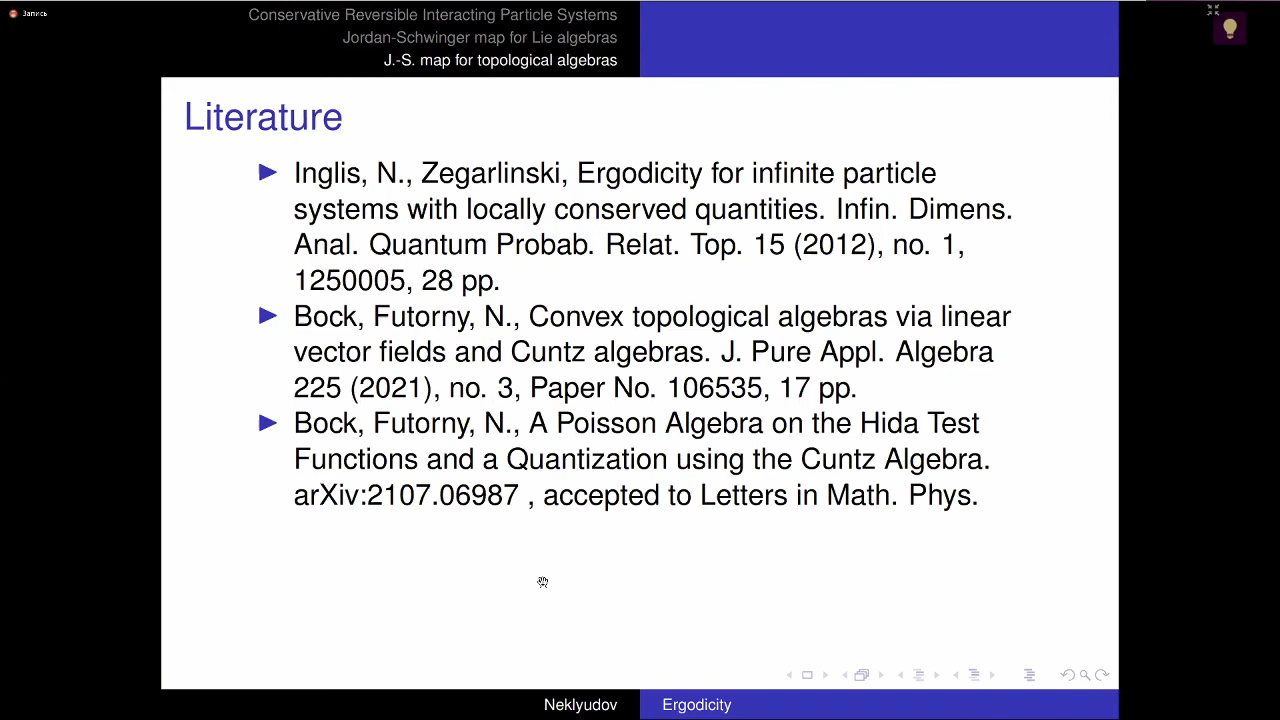 Запись
Conservative Reversible Interacting Particle Systems
Jordan-Schwinger map for Lie algebras
J.-S. map for topological algebras
Literature
Inglis, N., Zegarlinski, Ergodicity for infinite particle
systems with locally conserved quantities. Infin. Dimens.
Anal. Quantum Probab. Relat. Top. 15 (2012), no. 1,
1250005, 28 pp.
Bock, Futorny, N., Convex topological algebras via linear
vector fields and Cuntz algebras. J. Pure Appl. Algebra
225 (2021), no. 3, Paper No. 106535, 17 pp.
Bock, Futorny, N., A Poisson Algebra on the Hida Test
Functions and a Quantization using the Cuntz Algebra.
arXiv:2107.06987 , accepted to Letters in Math. Phys.
Neklyudov
Ergodicity